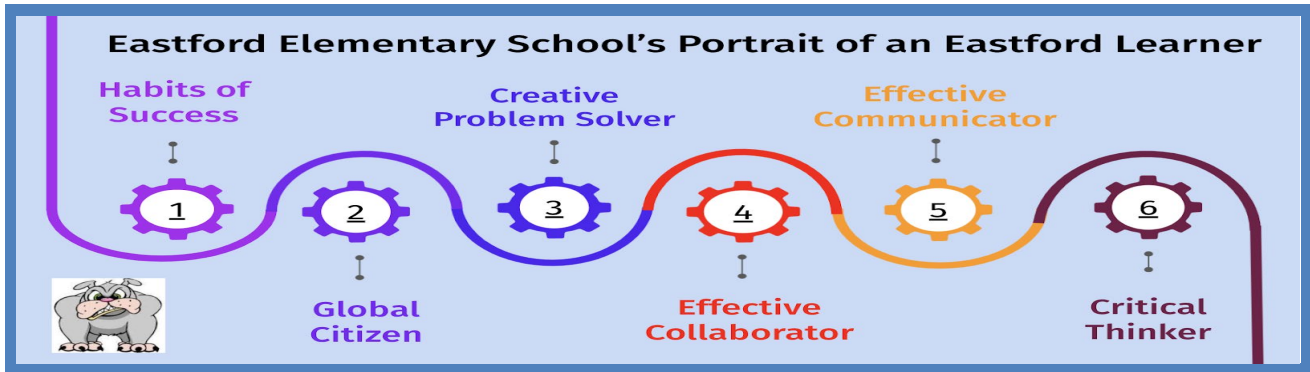 Eastford Elementary School's Portrait of an Eastford Learner
Habits of
Success
1
2
Global
Citizen
Creative
Problem Solver
3
4
Effective
Collaborator
Effective
Communicator
5
6
Critical
Thinker